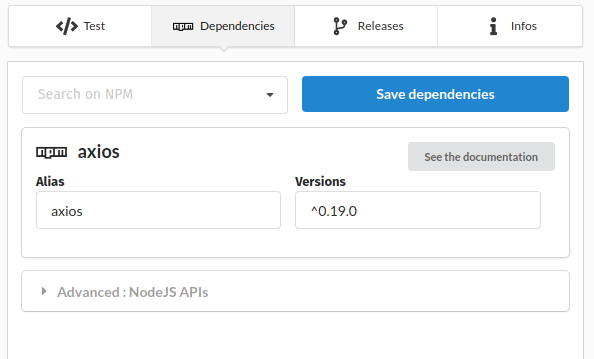 Test
Dependencies
Releases
Infos
Search on NPM
Save dependencies
axios
See the documentation
Alias
Versions
axios
^0.19.0
Advanced : NodeJS APIs